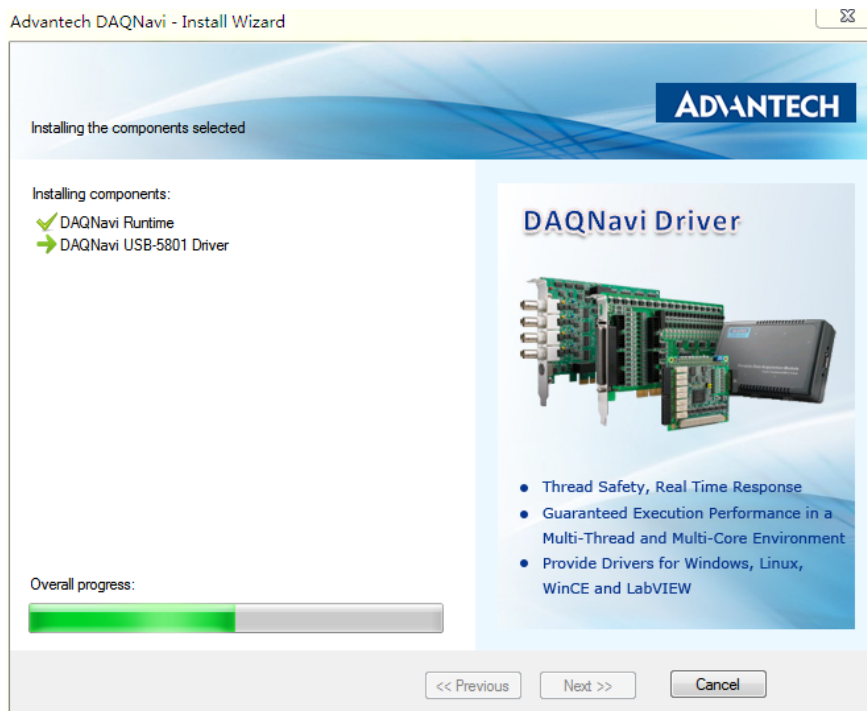 Advantech DAQNavi - Install Wizard
ADVANTECH
Installing the components selected
Installing components:
DAQNavi Runtime
DAQNavi USB-5801 Driver
Overall progress:
DAQNavi Driver
Thread Safety, Real Time Response
Guaranteed Execution Performance in a
Multi-Thread and Multi-Core Environment
Provide Drivers for Windows, Linux,
WinCE and LabVIEW
<< Previous
Next >>
Cancel